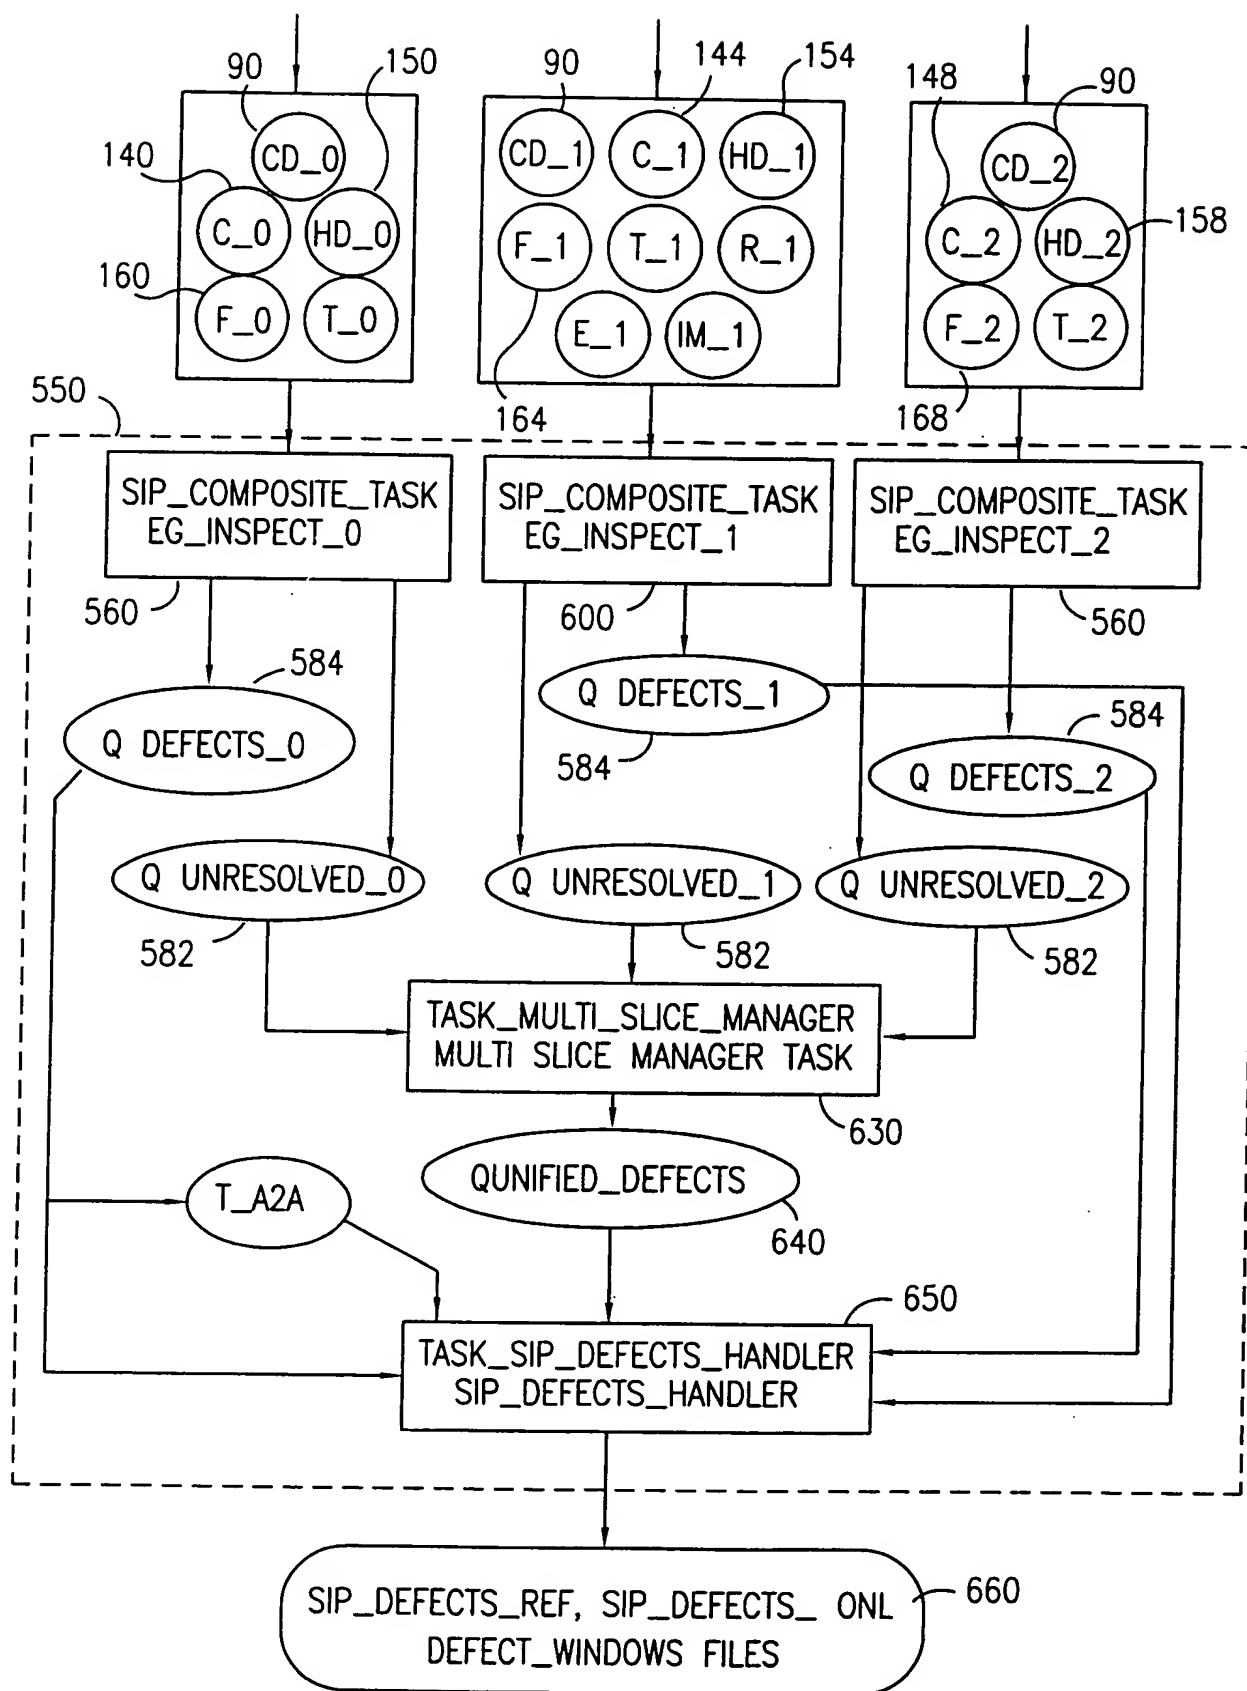 90
150
90
144
154
148
90
CD_0
CD_1
C_1
HD_1
CD_2
140
C_0
HD_0
F_1
T_1
R_1
C_2
HD_2
158
160
F_0
T_0
E_1
IM_1
F_2
T_2
550
164
168
SIP_COMPOSITE_TASK
EG_INSPECT_0
SIP_COMPOSITE_TASK
EG_INSPECT_1
SIP_COMPOSITE_TASK
EG_INSPECT_2
560
600
560
584
Q DEFECTS_0
Q DEFECTS_1
584
584
Q DEFECTS_2
Q UNRESOLVED_0
Q UNRESOLVED_1
Q UNRESOLVED_2
582
582
582
TASK_MULTI_SLICE_MANAGER
MULTI SLICE MANAGER TASK
630
T_A2A
QUNIFIED_DEFECTS
640
650
TASK_SIP_DEFECTS_HANDLER
SIP_DEFECTS_HANDLER
660
SIP_DEFECTS_REF, SIP_DEFECTS_ ONL
DEFECT_WINDOWS FILES